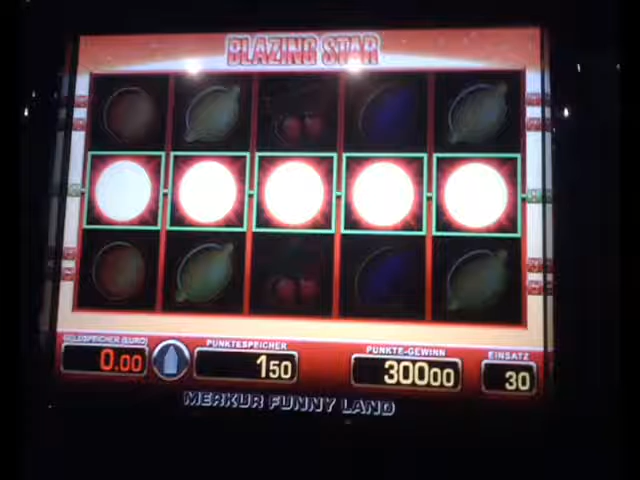 BLAZING STAR
GELDSPEICHER (EURO)
0.00
PUNKTESPEICHER
150
PUNKTE-GEWINN
30000
EINSATZ
30
MERKUR FUNNY LAND